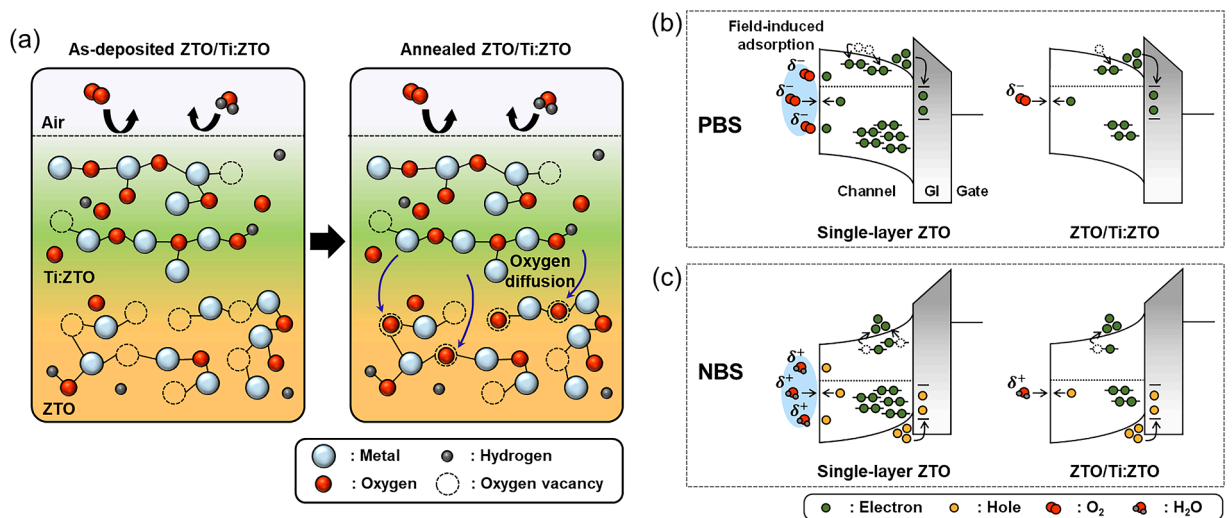 (a)
As-deposited ZTO/Ti:ZTO
Annealed ZTO/Ti:ZTO
Air
Ti:ZTO
ZTO
Oxygen
diffusion
: Metal
: Hydrogen
: Oxygen
: Oxygen vacancy
(b)
PBS
Field-induced
adsorption
δ⁻
δ⁻
δ⁻
Channel
GI
Gate
Single-layer ZTO
δ⁻
ZTO/Ti:ZTO
(c)
NBS
δ⁺
δ⁺
δ⁺
Single-layer ZTO
δ⁺
ZTO/Ti:ZTO
: Electron
: Hole
: O₂
: H₂O